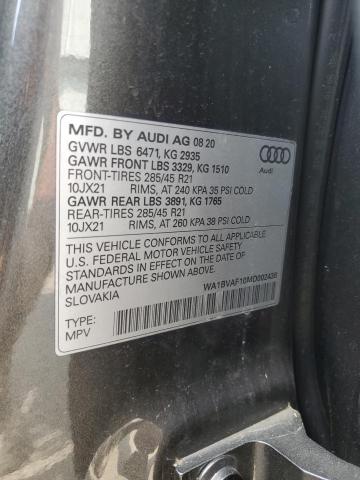 MFD. BY AUDI AG 08 20
GVWR LBS 6471, KG 2935
GAWR FRONT LBS 3329, KG 1510
FRONT-TIRES 285/45 R21
10JX21 RIMS, AT 240 KPA 35 PSI COLD
GAWR REAR LBS 3891, KG 1765
REAR-TIRES 285/45 R21
10JX21 RIMS, AT 260 KPA 38 PSI COLD
Audi
THIS VEHICLE CONFORMS TO ALL APPLICABLE
U.S. FEDERAL MOTOR VEHICLE SAFETY
STANDARDS IN EFFECT ON THE DATE OF
MANUFACTURE SHOWN ABOVE.
SLOVAKIA
WA1BVAF10MD002436
TYPE:
MPV